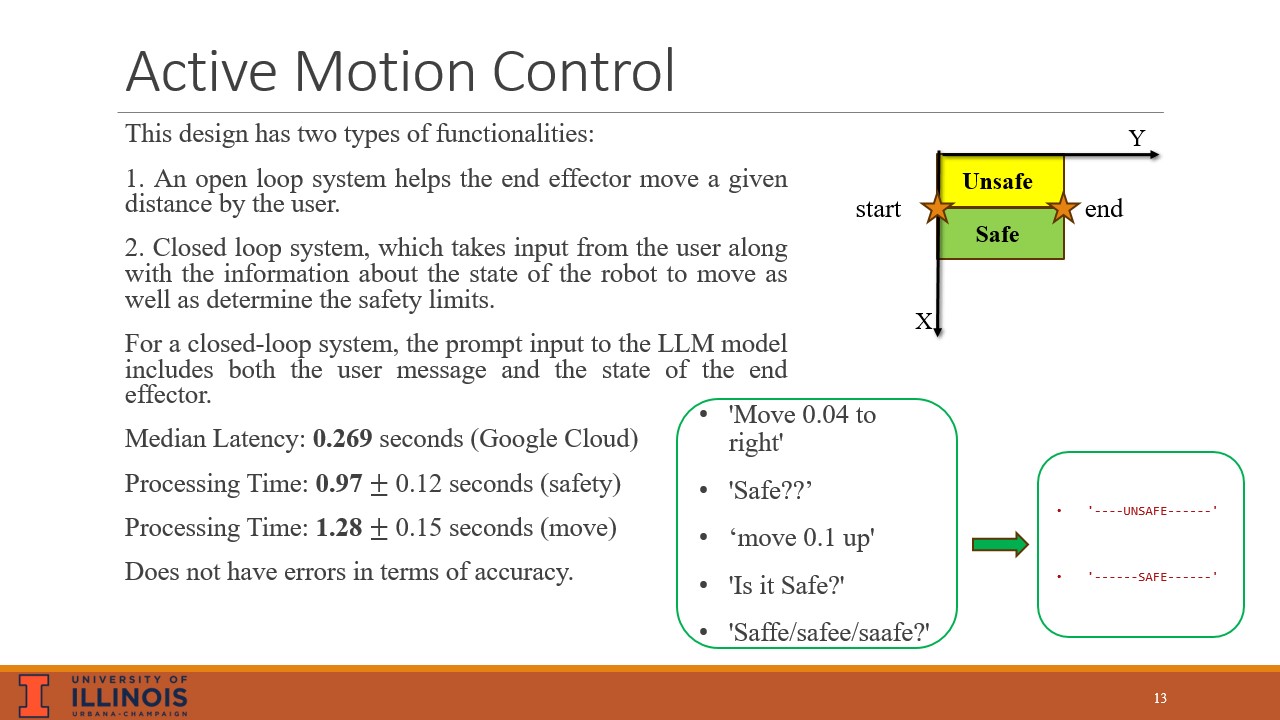 Active Motion Control
This design has two types of functionalities:
1. An open loop system helps the end effector move a given
distance by the user.
2. Closed loop system, which takes input from the user along
with the information about the state of the robot to move as
well as determine the safety limits.
For a closed-loop system, the prompt input to the LLM model
includes both the user message and the state of the end
effector.
Median Latency: 0.269 seconds (Google Cloud)
Processing Time: 0.97 ± 0.12 seconds (safety)
Processing Time: 1.28 ± 0.15 seconds (move)
Does not have errors in terms of accuracy.
Y
Unsafe
start
end
Safe
X
• 'Move 0.04 to
right'
• 'Safe??’
• ‘move 0.1 up'
• 'Is it Safe?'
• 'Saffe/safee/saafe?'
• '----UNSAFE------'
• '------SAFE------'
UNIVERSITY OF
ILLINOIS
URBANA-CHAMPAIGN
13